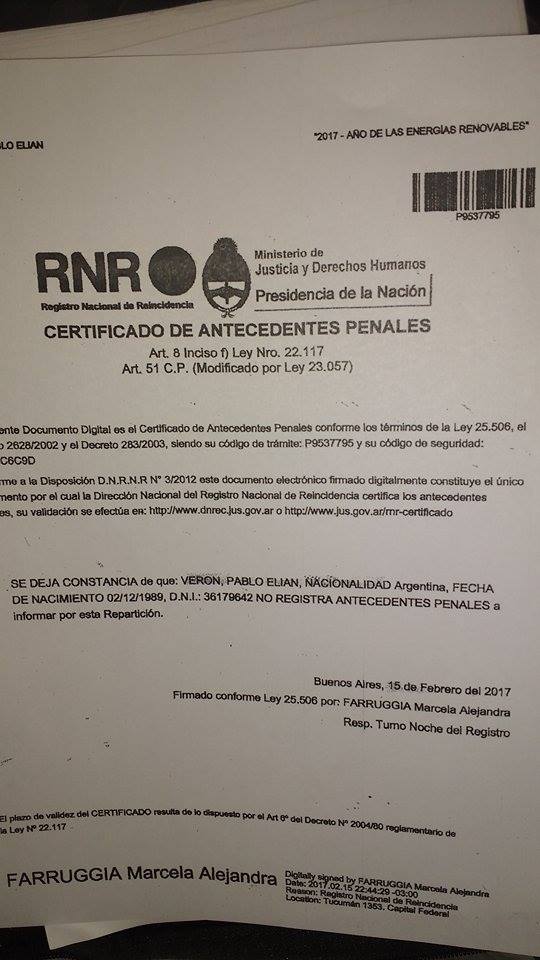 LO ELIAN
"2017 - AÑO DE LAS ENERGÍAS RENOVABLES"
P9537795
RNR
Registro Nacional de Reincidencia
Ministerio de
Justicia y Derechos Humanos
Presidencia de la Nación
CERTIFICADO DE ANTECEDENTES PENALES
Art. 8 Inciso f) Ley Nro. 22.117
Art. 51 C.P. (Modificado por Ley 23.057)
ente Documento Digital es el Certificado de Antecedentes Penales conforme los términos de la Ley 25.506, el
o 2628/2002 y el Decreto 283/2003, siendo su código de trámite: P9537795 y su código de seguridad:
C6C9D
rme a la Disposición D.N.R.N.R N° 3/2012 este documento electrónico firmado digitalmente constituye el único
mento por el cual la Dirección Nacional del Registro Nacional de Reincidencia certifica los antecedentes
es, su validación se efectúa en: http://www.dnrec.jus.gov.ar o http://www.jus.gov.ar/rnr-certificado
SE DEJA CONSTANCIA de que: VERON, PABLO ELIAN, NACIONALIDAD Argentina, FECHA
DE NACIMIENTO 02/12/1989, D.N.I.: 36179642 NO REGISTRA ANTECEDENTES PENALES a
informar por esta Repartición.
Buenos Aires, 15 de Febrero del 2017
Firmado conforme Ley 25.506 por: FARRUGGIA Marcela Alejandra
Resp. Turno Noche del Registro
El plazo de validez del CERTIFICADO resulta de lo dispuesto por el Art 6° del Decreto N° 2004/80 reglamentario de
la Ley Nº 22.117
FARRUGGIA Marcela Alejandra
Digitally signed by FARRUGGIA Marcela Alejandra
Date: 2017.02.15 22:44:29 -03:00
Reason: Registro Nacional de Reincidencia
Location: Tucumán 1353. Capital Federal